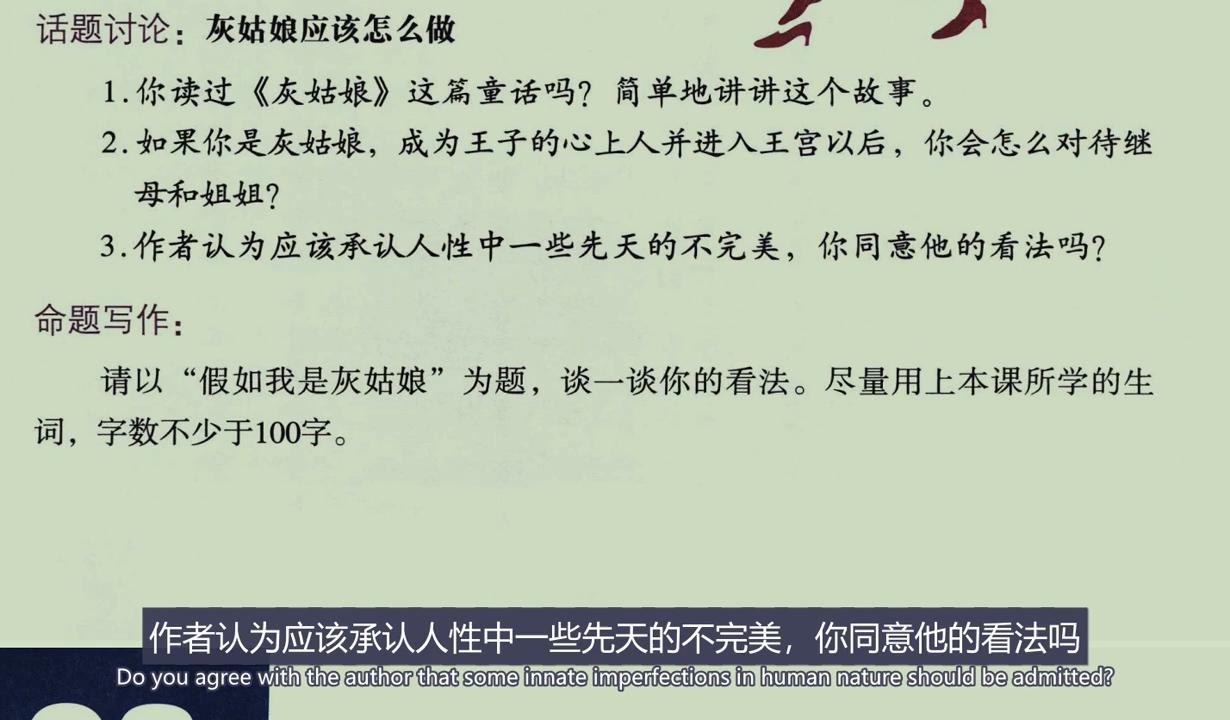 话题讨论：灰姑娘应该怎么做
1.你读过《灰姑娘》这篇童话吗？简单地讲讲这个故事。
2.如果你是灰姑娘，成为王子的心上人并进入王宫以后，你会怎么对待继
母和姐姐？
3.作者认为应该承认人性中一些先天的不完美，你同意他的看法吗？
命题写作：
请以“假如我是灰姑娘”为题，谈一谈你的看法。尽量用上本课所学的生
词，字数不少于100字。
作者认为应该承认人性中一些先天的不完美，你同意他的看法吗
Do you agree with the author that some innate imperfections in human nature should be admitted?